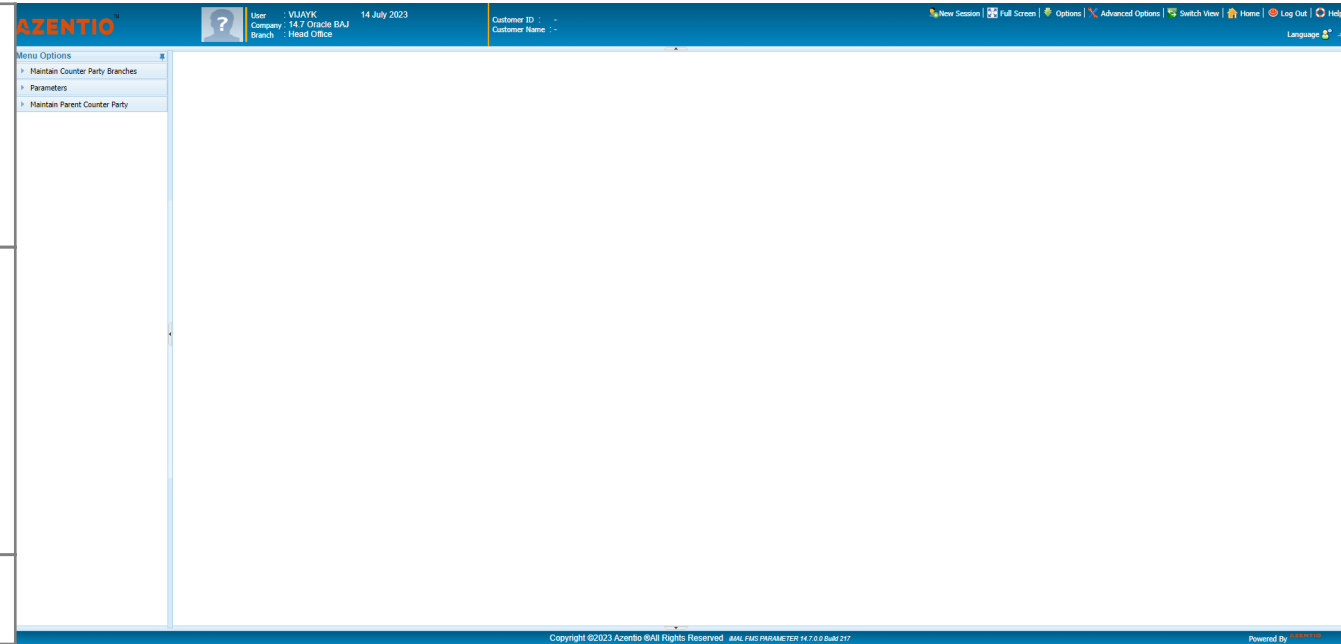 AZENTIO™
User : VIJAYK 14 July 2023
Company : 14.7 Oracle BAJ
Branch : Head Office
Customer ID : -
Customer Name : -
New Session | Full Screen | Options | Advanced Options | Switch View | Home | Log Out | Help
Language
Menu Options
Maintain Counter Party Branches
Parameters
Maintain Parent Counter Party
Copyright ©2023 Azentio ®All Rights Reserved iMAL FMS PARAMETER 14.7.0.0 Build 217
Powered By AZENTIO